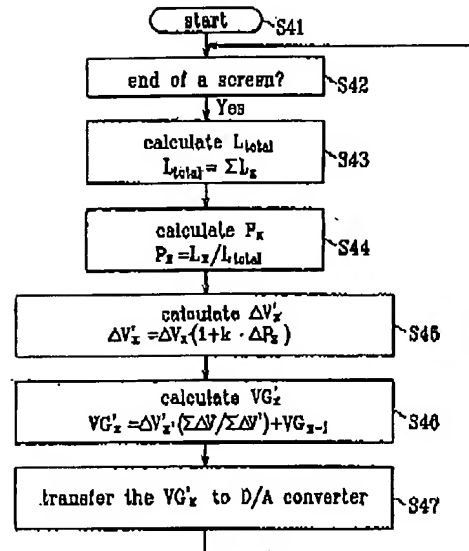 start
S41
end of a screen?
S42
Yes
calculate L_total
L_total = ΣL_x
S43
calculate P_x
P_x = L_x/L_total
S44
calculate ΔV'_x
ΔV'_x = ΔV_x(1+k · ΔP_x)
S45
calculate VG'_x
VG'_x = ΔV'_x·(ΣΔV/ΣΔV')+VG_x-1
S46
transfer the VG'_x to D/A converter
S47